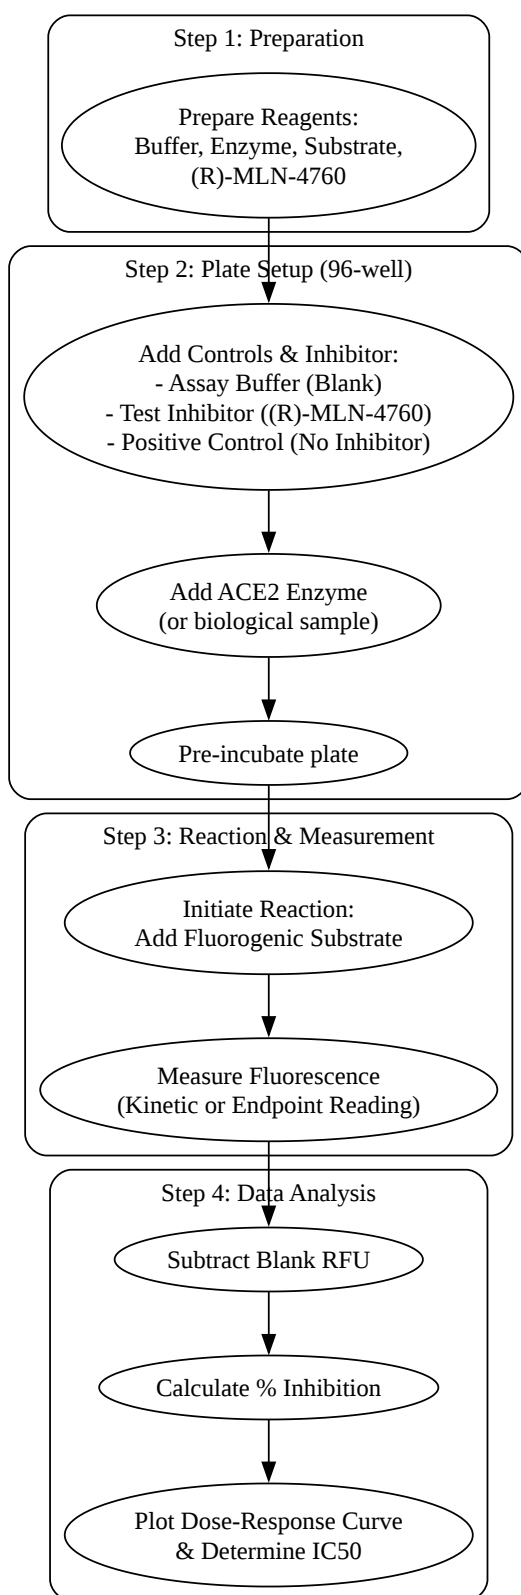 Step 1: Preparation
Prepare Reagents:
Buffer, Enzyme, Substrate,
(R)-MLN-4760
Step 2: Plate Setup (96-well)
Add Controls & Inhibitor:
- Assay Buffer (Blank)
- Test Inhibitor ((R)-MLN-4760)
- Positive Control (No Inhibitor)
Add ACE2 Enzyme
(or biological sample)
Pre-incubate plate
Step 3: Reaction & Measurement
Initiate Reaction:
Add Fluorogenic Substrate
Measure Fluorescence
(Kinetic or Endpoint Reading)
Step 4: Data Analysis
Subtract Blank RFU
Calculate % Inhibition
Plot Dose-Response Curve
& Determine IC50